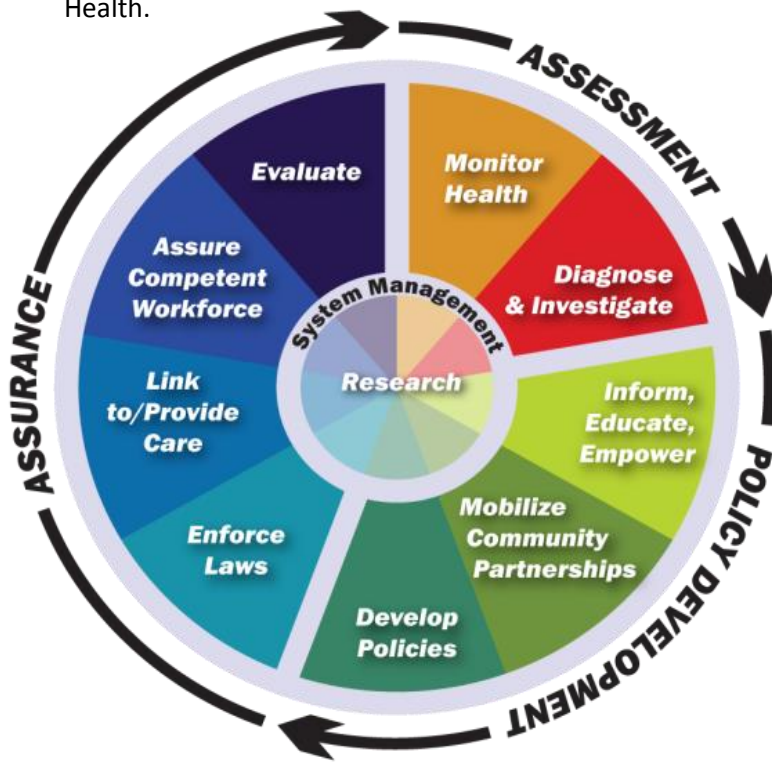 Health.
ASSESSMENT
Monitor
Health
Diagnose
& Investigate
Inform,
Educate,
Empower
POLICY DEVELOPMENT
Mobilize
Community
Partnerships
Develop
Policies
Enforce
Laws
ASSURANCE
Link
to/Provide
Care
Assure
Competent
Workforce
Evaluate
System Management
Research